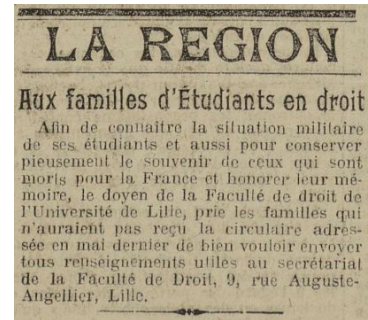 LA REGION
Aux familles d'Étudiants en droit
Afin de connaître la situation militaire
de ses étudiants et aussi pour conserver
pieusement le souvenir de ceux qui sont
morts pour la France et honorer leur mé-
moire, le doyen de la Faculté de droit de
l'Université de Lille, prie les familles qui
n'auraient pas reçu la circulaire adres-
sée en mai dernier de bien vouloir envoyer
tous renseignements utiles au secrétariat
de la Faculté de Droit, 9, rue Auguste-
Angellier, Lille.